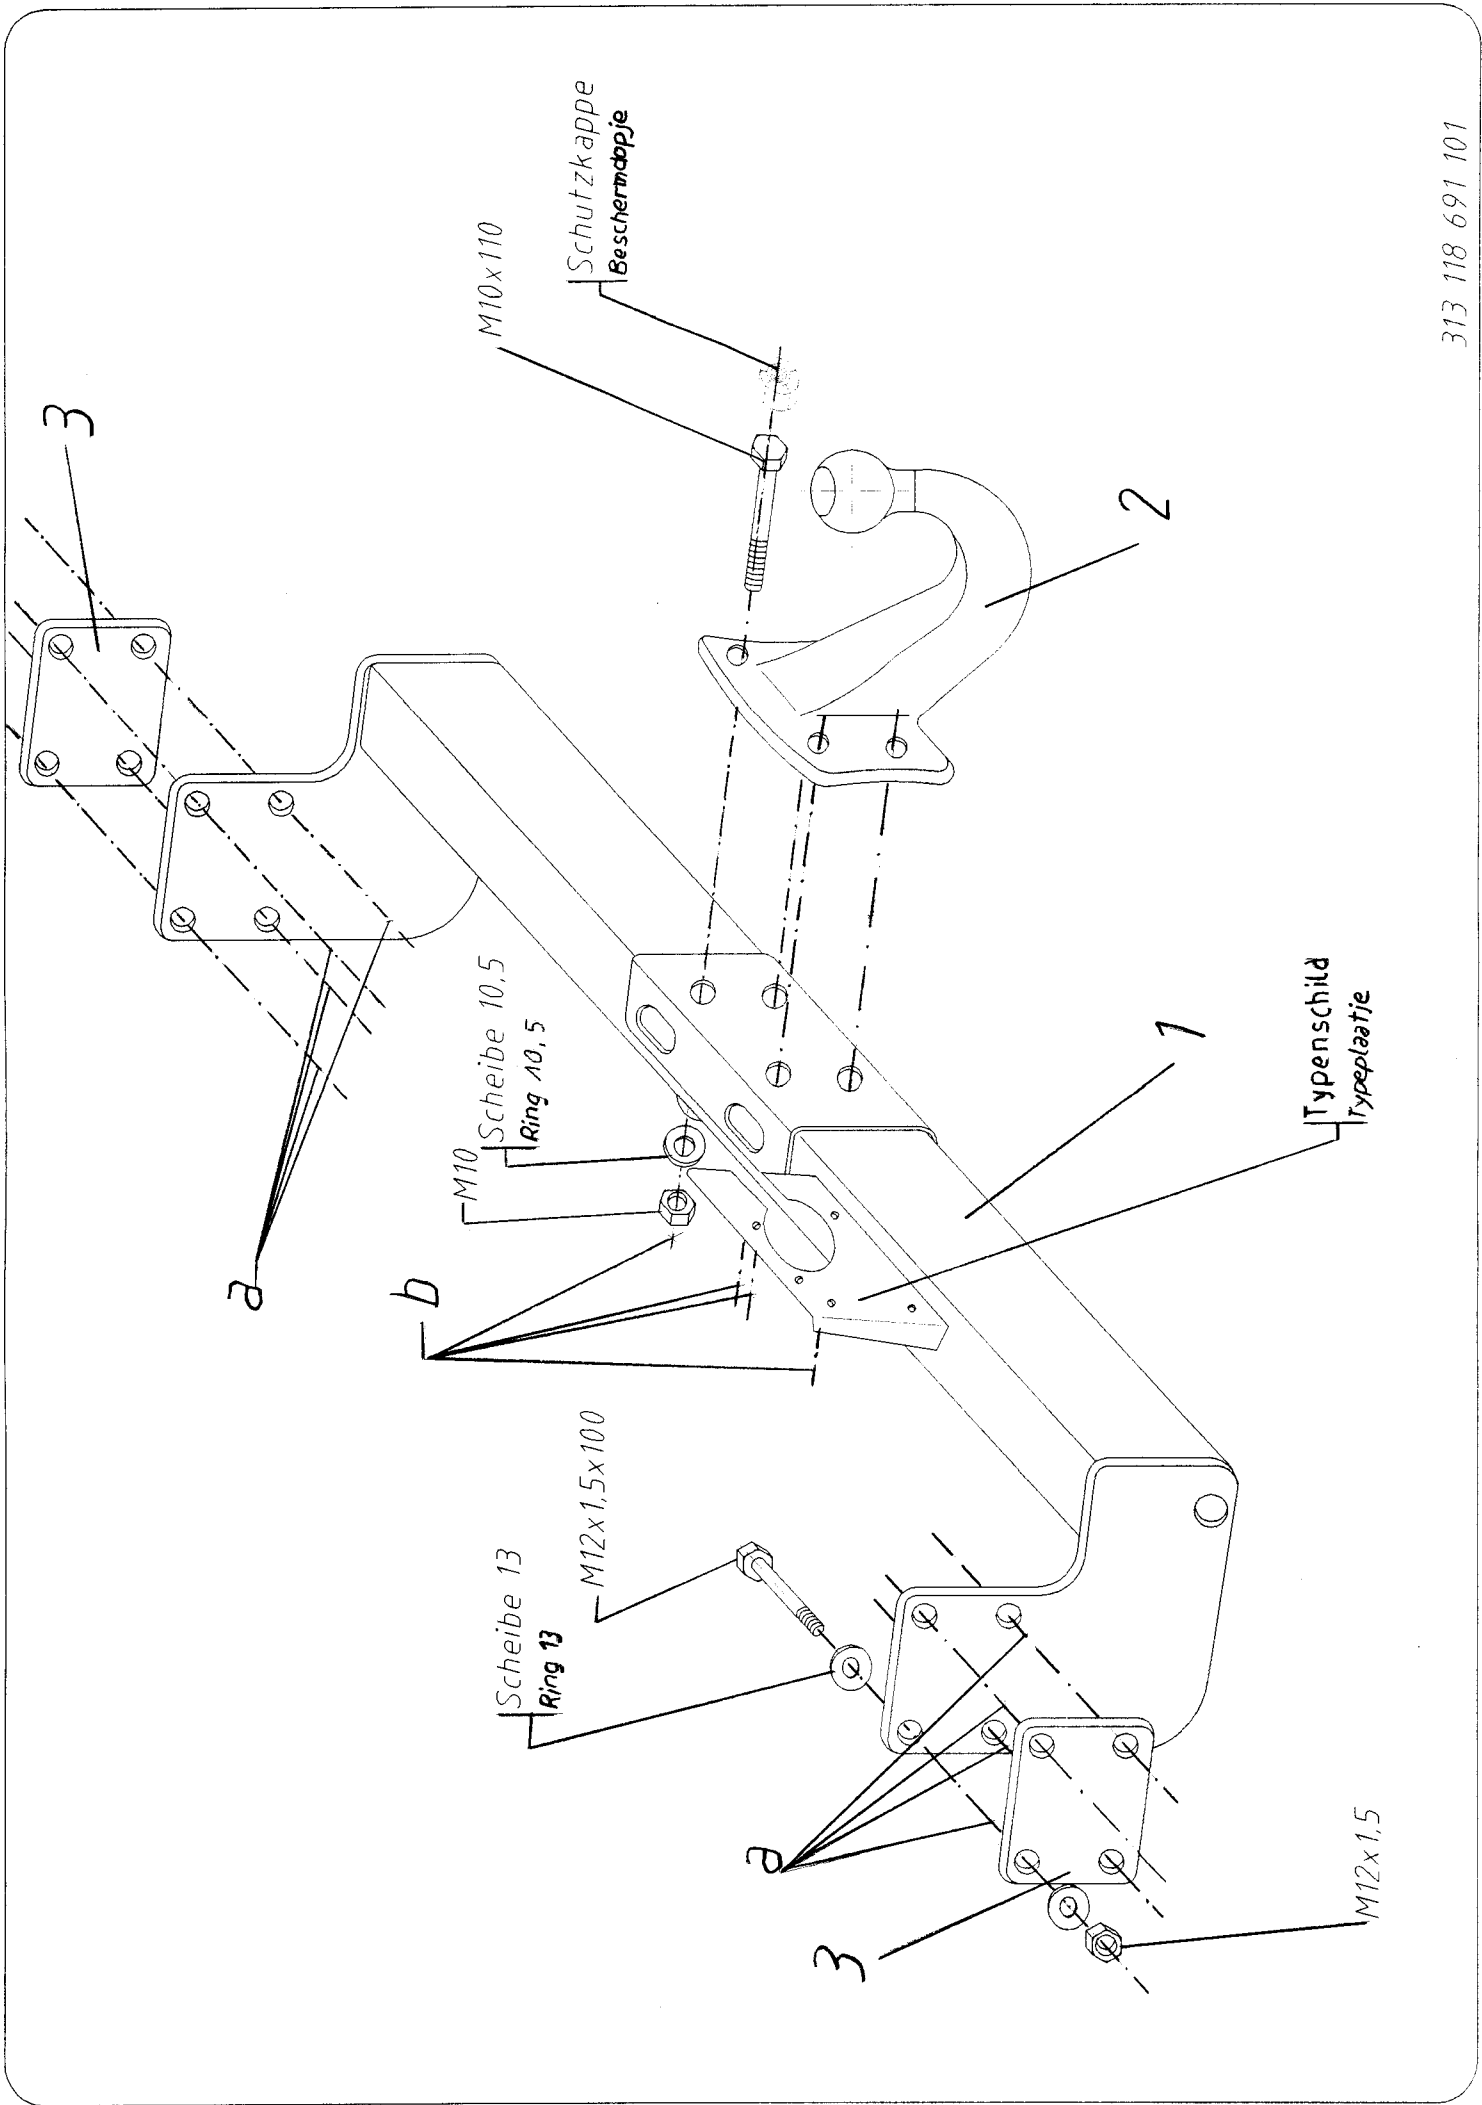 3
Schutzkappe
Beschermdopje
M10x110
2
a
M10
Scheibe 10,5
Ring 10,5
b
1
Typenschild
Typeplaatje
Scheibe 13
Ring 13
M12x1,5x100
a
3
M12x1,5
313 118 691 101